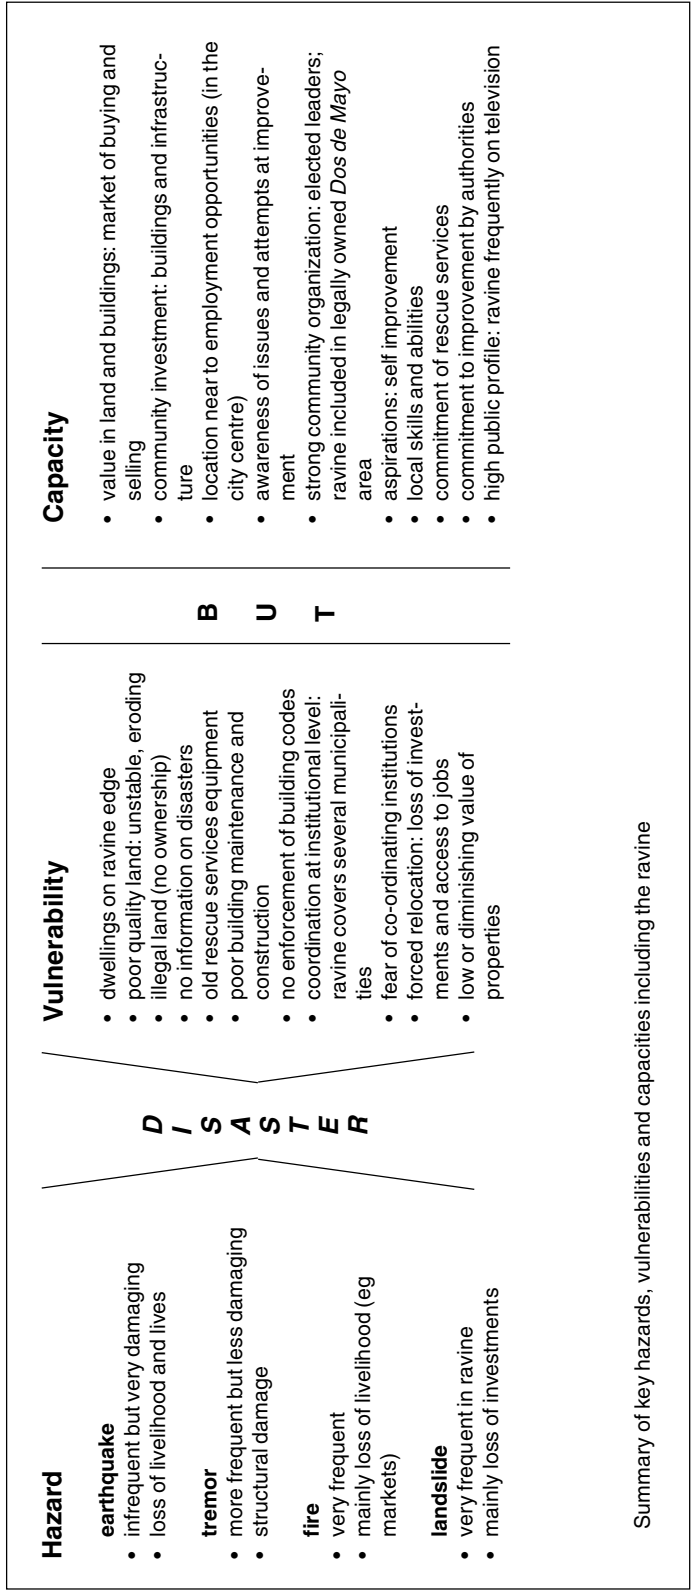 Hazard
earthquake
• infrequent but very damaging
• loss of livelihood and lives
tremor
• more frequent but less damaging
• structural damage
fire
• very frequent
• mainly loss of livelihood (eg
markets)
landslide
• very frequent in ravine
• mainly loss of investments
D
I
S
A
S
T
E
R
Vulnerability
• dwellings on ravine edge
• poor quality land: unstable, eroding
• illegal land (no ownership)
• no information on disasters
• old rescue services equipment
• poor building maintenance and
construction
• no enforcement of building codes
• coordination at institutional level:
ravine covers several municipali-
ties
• fear of co-ordinating institutions
• forced relocation: loss of invest-
ments and access to jobs
• low or diminishing value of
properties
B
U
T
Capacity
• value in land and buildings: market of buying and
selling
• community investment: buildings and infrastruc-
ture
• location near to employment opportunities (in the
city centre)
• awareness of issues and attempts at improve-
ment
• strong community organization: elected leaders;
ravine included in legally owned Dos de Mayo
area
• aspirations: self improvement
• local skills and abilities
• commitment of rescue services
• commitment to improvement by authorities
• high public profile: ravine frequently on television
Summary of key hazards, vulnerabilities and capacities including the ravine